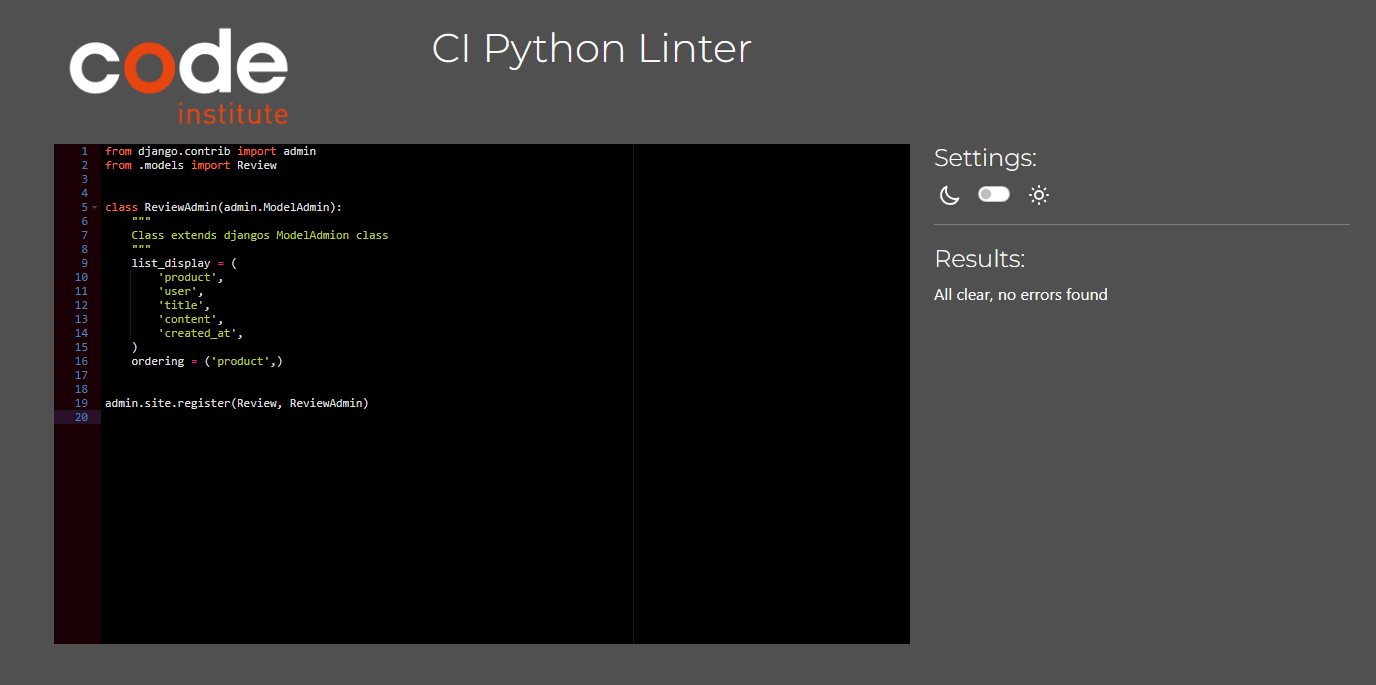 code
institute
CI Python Linter
1 from django.contrib import admin
2 from .models import Review
3
4
5 class ReviewAdmin(admin.ModelAdmin):
6     """
7     Class extends djangos ModelAdmion class
8     """
9     list_display = (
10         'product',
11         'user',
12         'title',
13         'content',
14         'created_at',
15     )
16     ordering = ('product',)
17
18
19 admin.site.register(Review, ReviewAdmin)
20
Settings:
Results:
All clear, no errors found